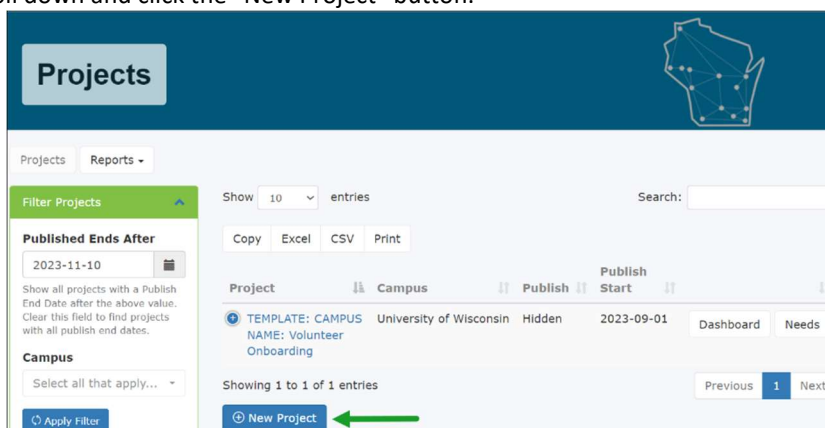 oll down and click the "New Project" button.
Projects
Projects Reports
Filter Projects
Published Ends After
2023-11-10
Show all projects with a Publish
End Date after the above value.
Clear this field to find projects
with all publish end dates.
Campus
Select all that apply...
Apply Filter
Show 10 entries Search:
Copy Excel CSV Print
Project Campus Publish Publish Start
TEMPLATE: CAMPUS NAME: Volunteer Onboarding University of Wisconsin Hidden 2023-09-01 Dashboard Needs
Showing 1 to 1 of 1 entries Previous 1 Next
New Project